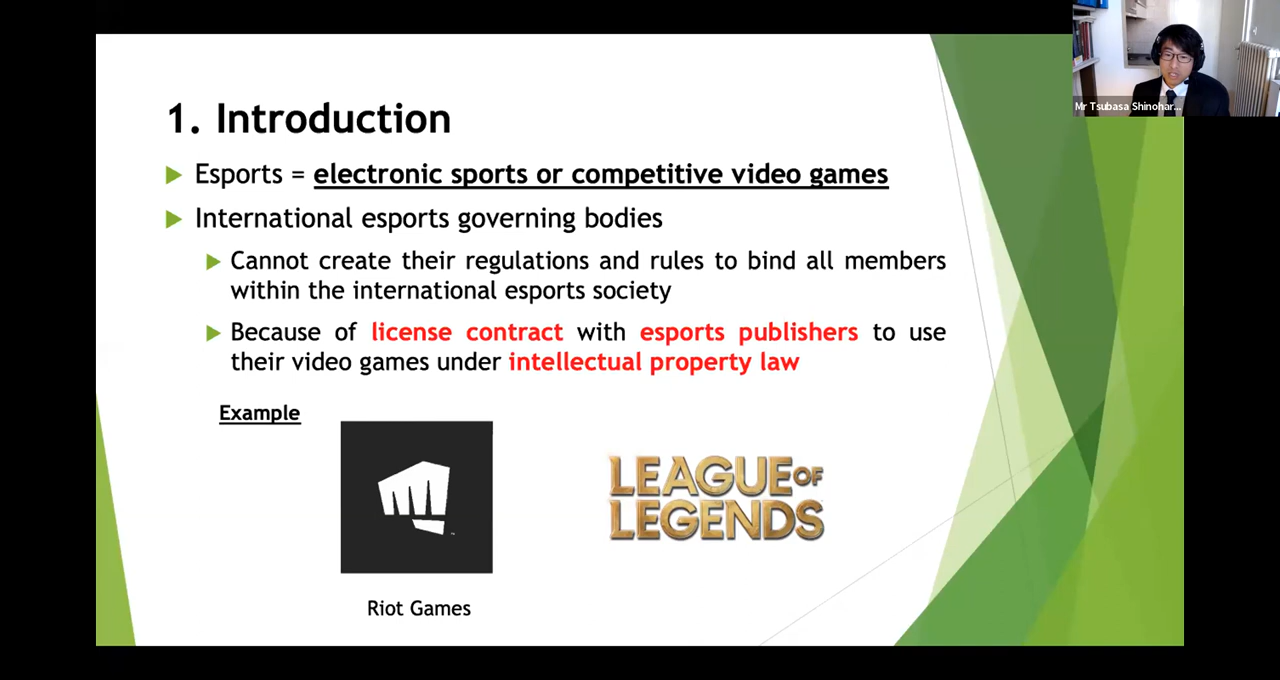 Mr Tsubasa Shinohar...
1. Introduction
Esports = electronic sports or competitive video games
International esports governing bodies
Cannot create their regulations and rules to bind all members
within the international esports society
Because of license contract with esports publishers to use
their video games under intellectual property law
Example
LEAGUE OF
LEGENDS
Riot Games